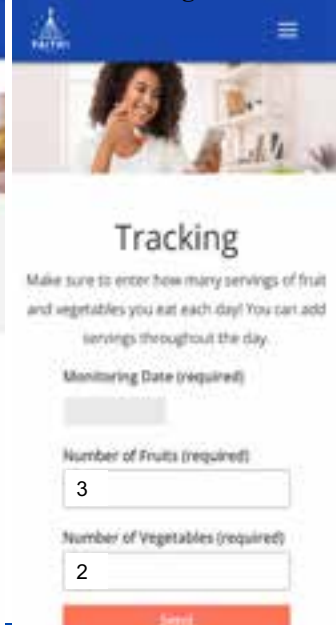 FAITH!
Tracking
Make sure to enter how many servings of fruit
and vegetables you eat each day! You can add
servings throughout the day.
Monitoring Date (required)
Number of Fruits (required)
3
Number of Vegetables (required)
2
Send